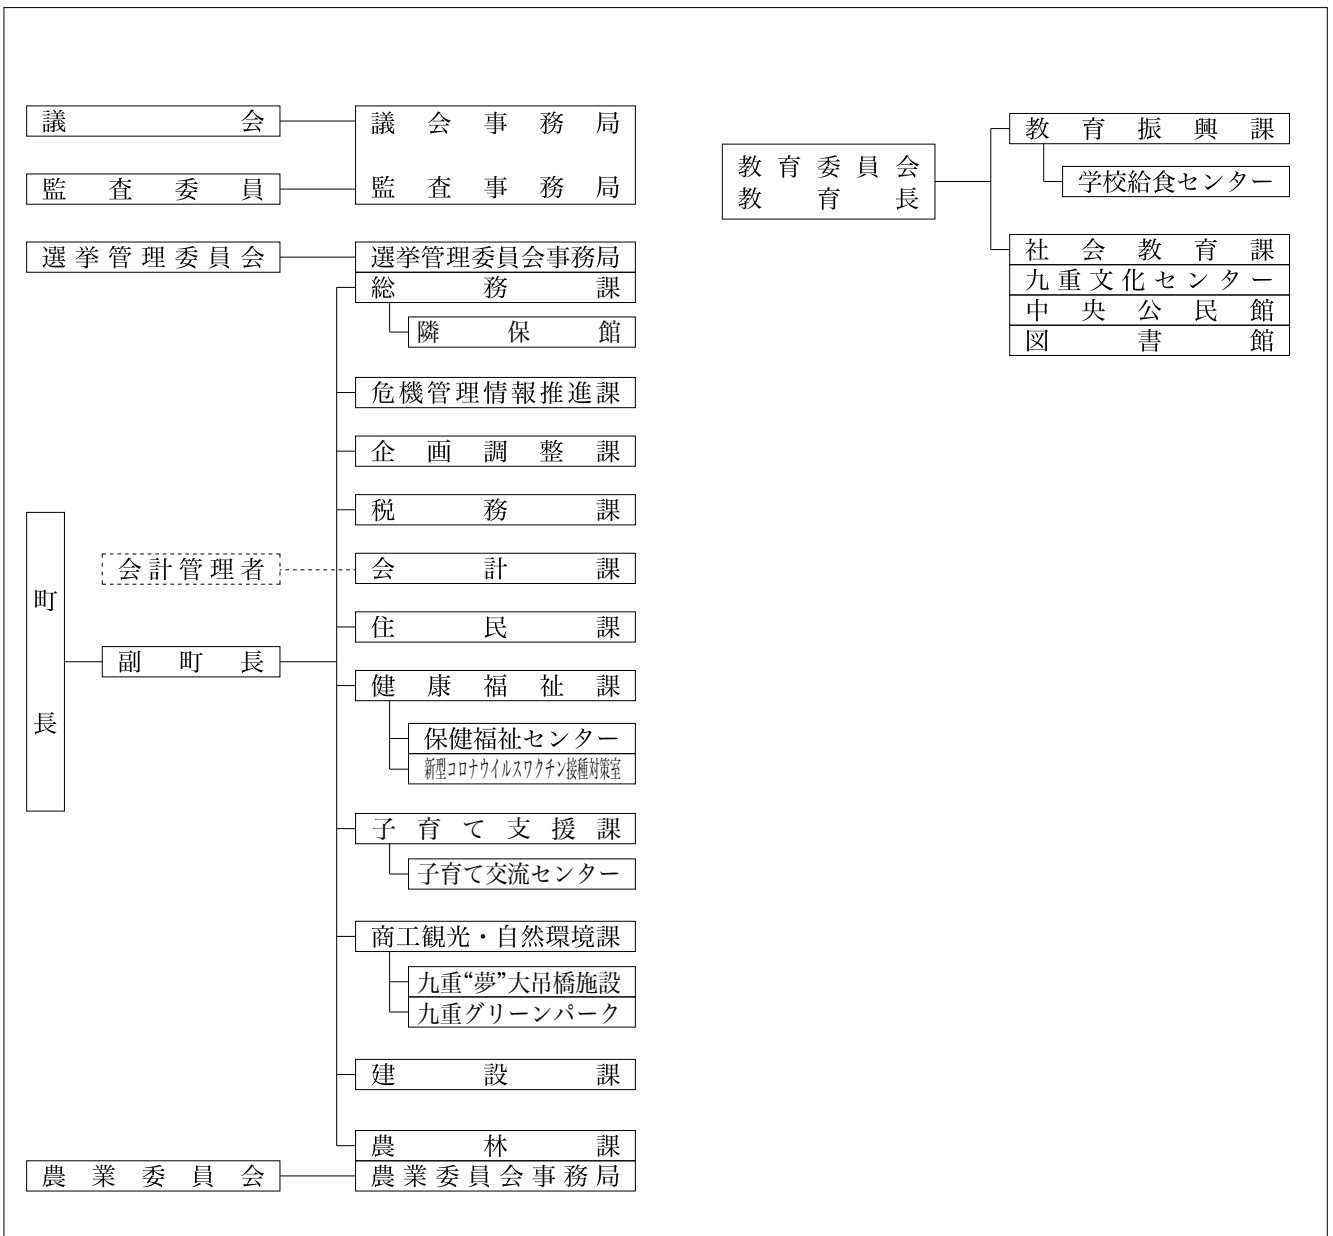 議会
議会事務局
監査委員
監査事務局
選挙管理委員会
選挙管理委員会事務局
総務課
隣保館
危機管理情報推進課
企画調整課
税務課
会計管理者
会計課
住民課
町長
副町長
健康福祉課
保健福祉センター
新型コロナウイルスワクチン接種対策室
子育て支援課
子育て交流センター
商工観光・自然環境課
九重“夢”大吊橋施設
九重グリーンパーク
建設課
農林課
農業委員会
農業委員会事務局
教育委員会
教育長
教育振興課
学校給食センター
社会教育課
九重文化センター
中央公民館
図書館